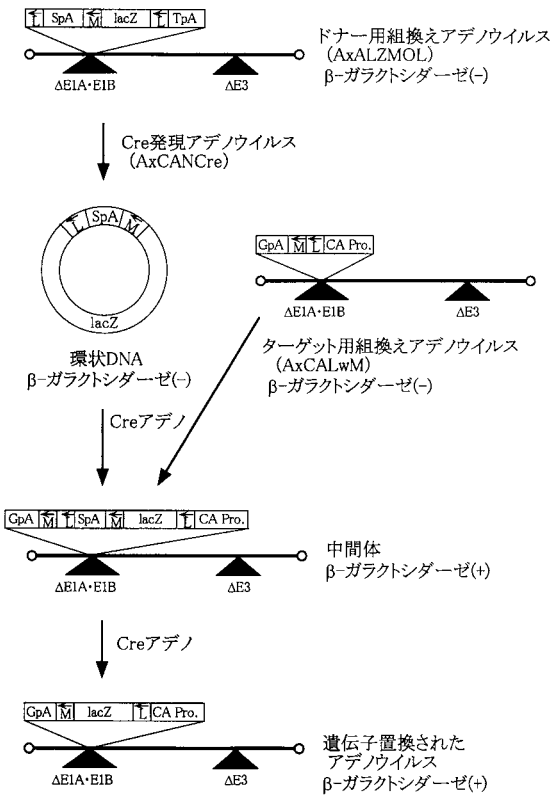 L SpA M lacZ L TpA
ドナー用組換えアデノウイルス
(AxALZMOL)
β-ガラクトシダーゼ(-)
ΔE1A・E1B ΔE3
Cre発現アデノウイルス
(AxCANCre)
L SpA M
lacZ
環状DNA
β-ガラクトシダーゼ(-)
GpA M L CA Pro.
ΔE1A・E1B ΔE3
ターゲット用組換えアデノウイルス
(AxCALwM)
β-ガラクトシダーゼ(-)
Creアデノ
GpA M L SpA M lacZ L CA Pro.
中間体
β-ガラクトシダーゼ(+)
ΔE1A・E1B ΔE3
Creアデノ
GpA M lacZ L CA Pro.
遺伝子置換された
アデノウイルス
β-ガラクトシダーゼ(+)
ΔE1A・E1B ΔE3